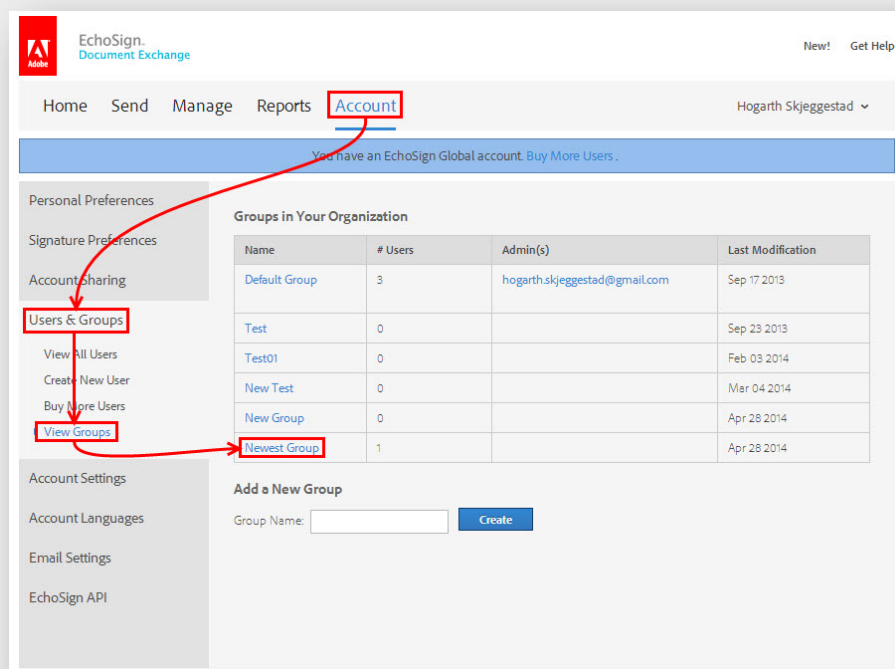 Adobe
EchoSign.
Document Exchange
New! Get Help
Home Send Manage Reports Account
Hogarth Skjeggestad
You have an EchoSign Global account. Buy More Users.
Personal Preferences
Signature Preferences
Account Sharing
Users & Groups
View All Users
Create New User
Buy More Users
View Groups
Account Settings
Account Languages
Email Settings
EchoSign API
Groups in Your Organization
Name # Users Admin(s) Last Modification
Default Group 3 hogarth.skjeggestad@gmail.com Sep 17 2013
Test 0 Sep 23 2013
Test01 0 Feb 03 2014
New Test 0 Mar 04 2014
New Group 0 Apr 28 2014
Newest Group 1 Apr 28 2014
Add a New Group
Group Name: Create